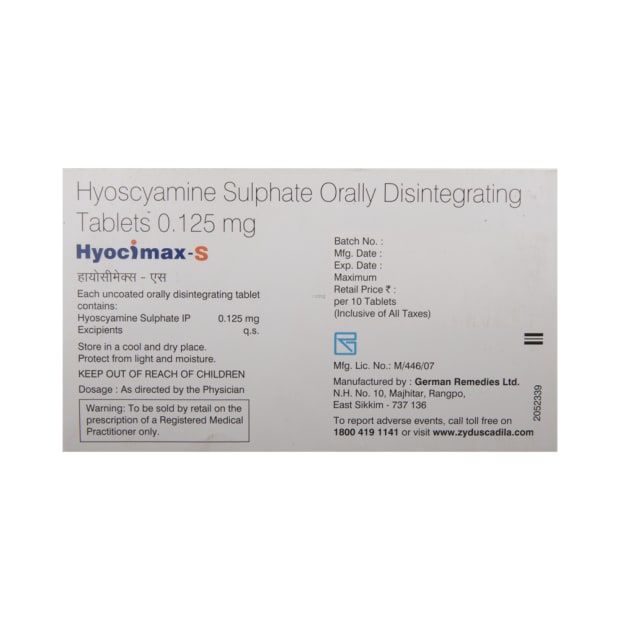 Hyoscyamine Sulphate Orally Disintegrating
Tablets 0.125 mg
Hyocimax-S
हायोसीमेक्स - एस
Each uncoated orally disintegrating tablet
contains:
Hyoscyamine Sulphate IP 0.125 mg
Excipients q.s.
Store in a cool and dry place.
Protect from light and moisture.
KEEP OUT OF REACH OF CHILDREN
Dosage : As directed by the Physician
Warning: To be sold by retail on the
prescription of a Registered Medical
Practitioner only.
Batch No. :
Mfg. Date :
Exp. Date :
Maximum
Retail Price ₹ :
per 10 Tablets
(Inclusive of All Taxes)
Mfg. Lic. No.: M/446/07
Manufactured by : German Remedies Ltd.
N.H. No. 10, Majhitar, Rangpo,
East Sikkim - 737 136
To report adverse events, call toll free on
1800 419 1141 or visit www.zyduscadila.com
2052339